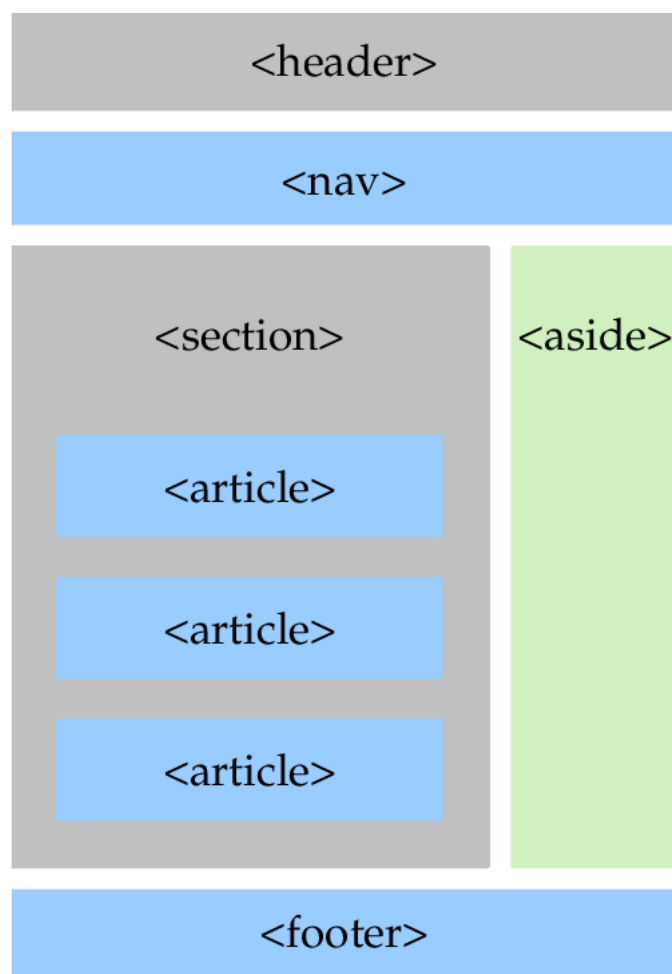 <header>
<nav>
<section>
<aside>
<article>
<article>
<article>
<footer>